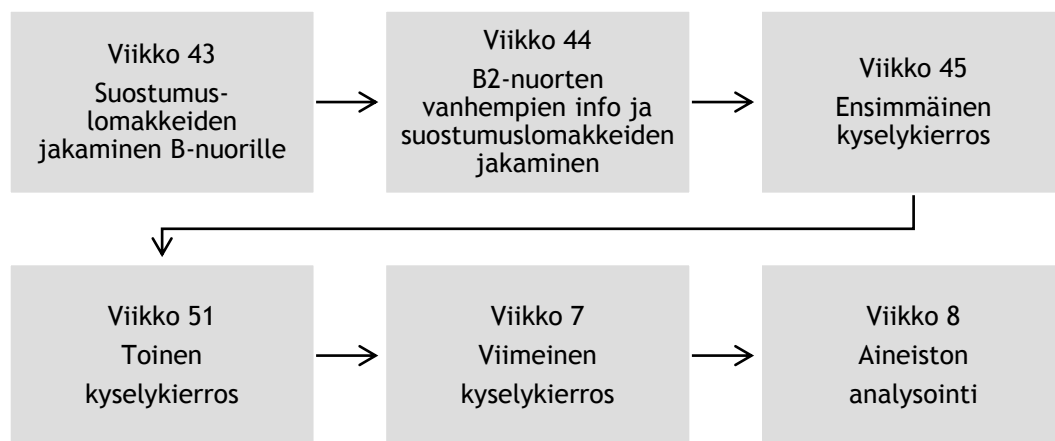 Viikko 43
Suostumus-
lomakkeiden
jakaminen B-nuorille
Viikko 44
B2-nuorten
vanhempien info ja
suostumuslomakkeiden
jakaminen
Viikko 45
Ensimmäinen
kyselykierros
Viikko 51
Toinen
kyselykierros
Viikko 7
Viimeinen
kyselykierros
Viikko 8
Aineiston
analysointi